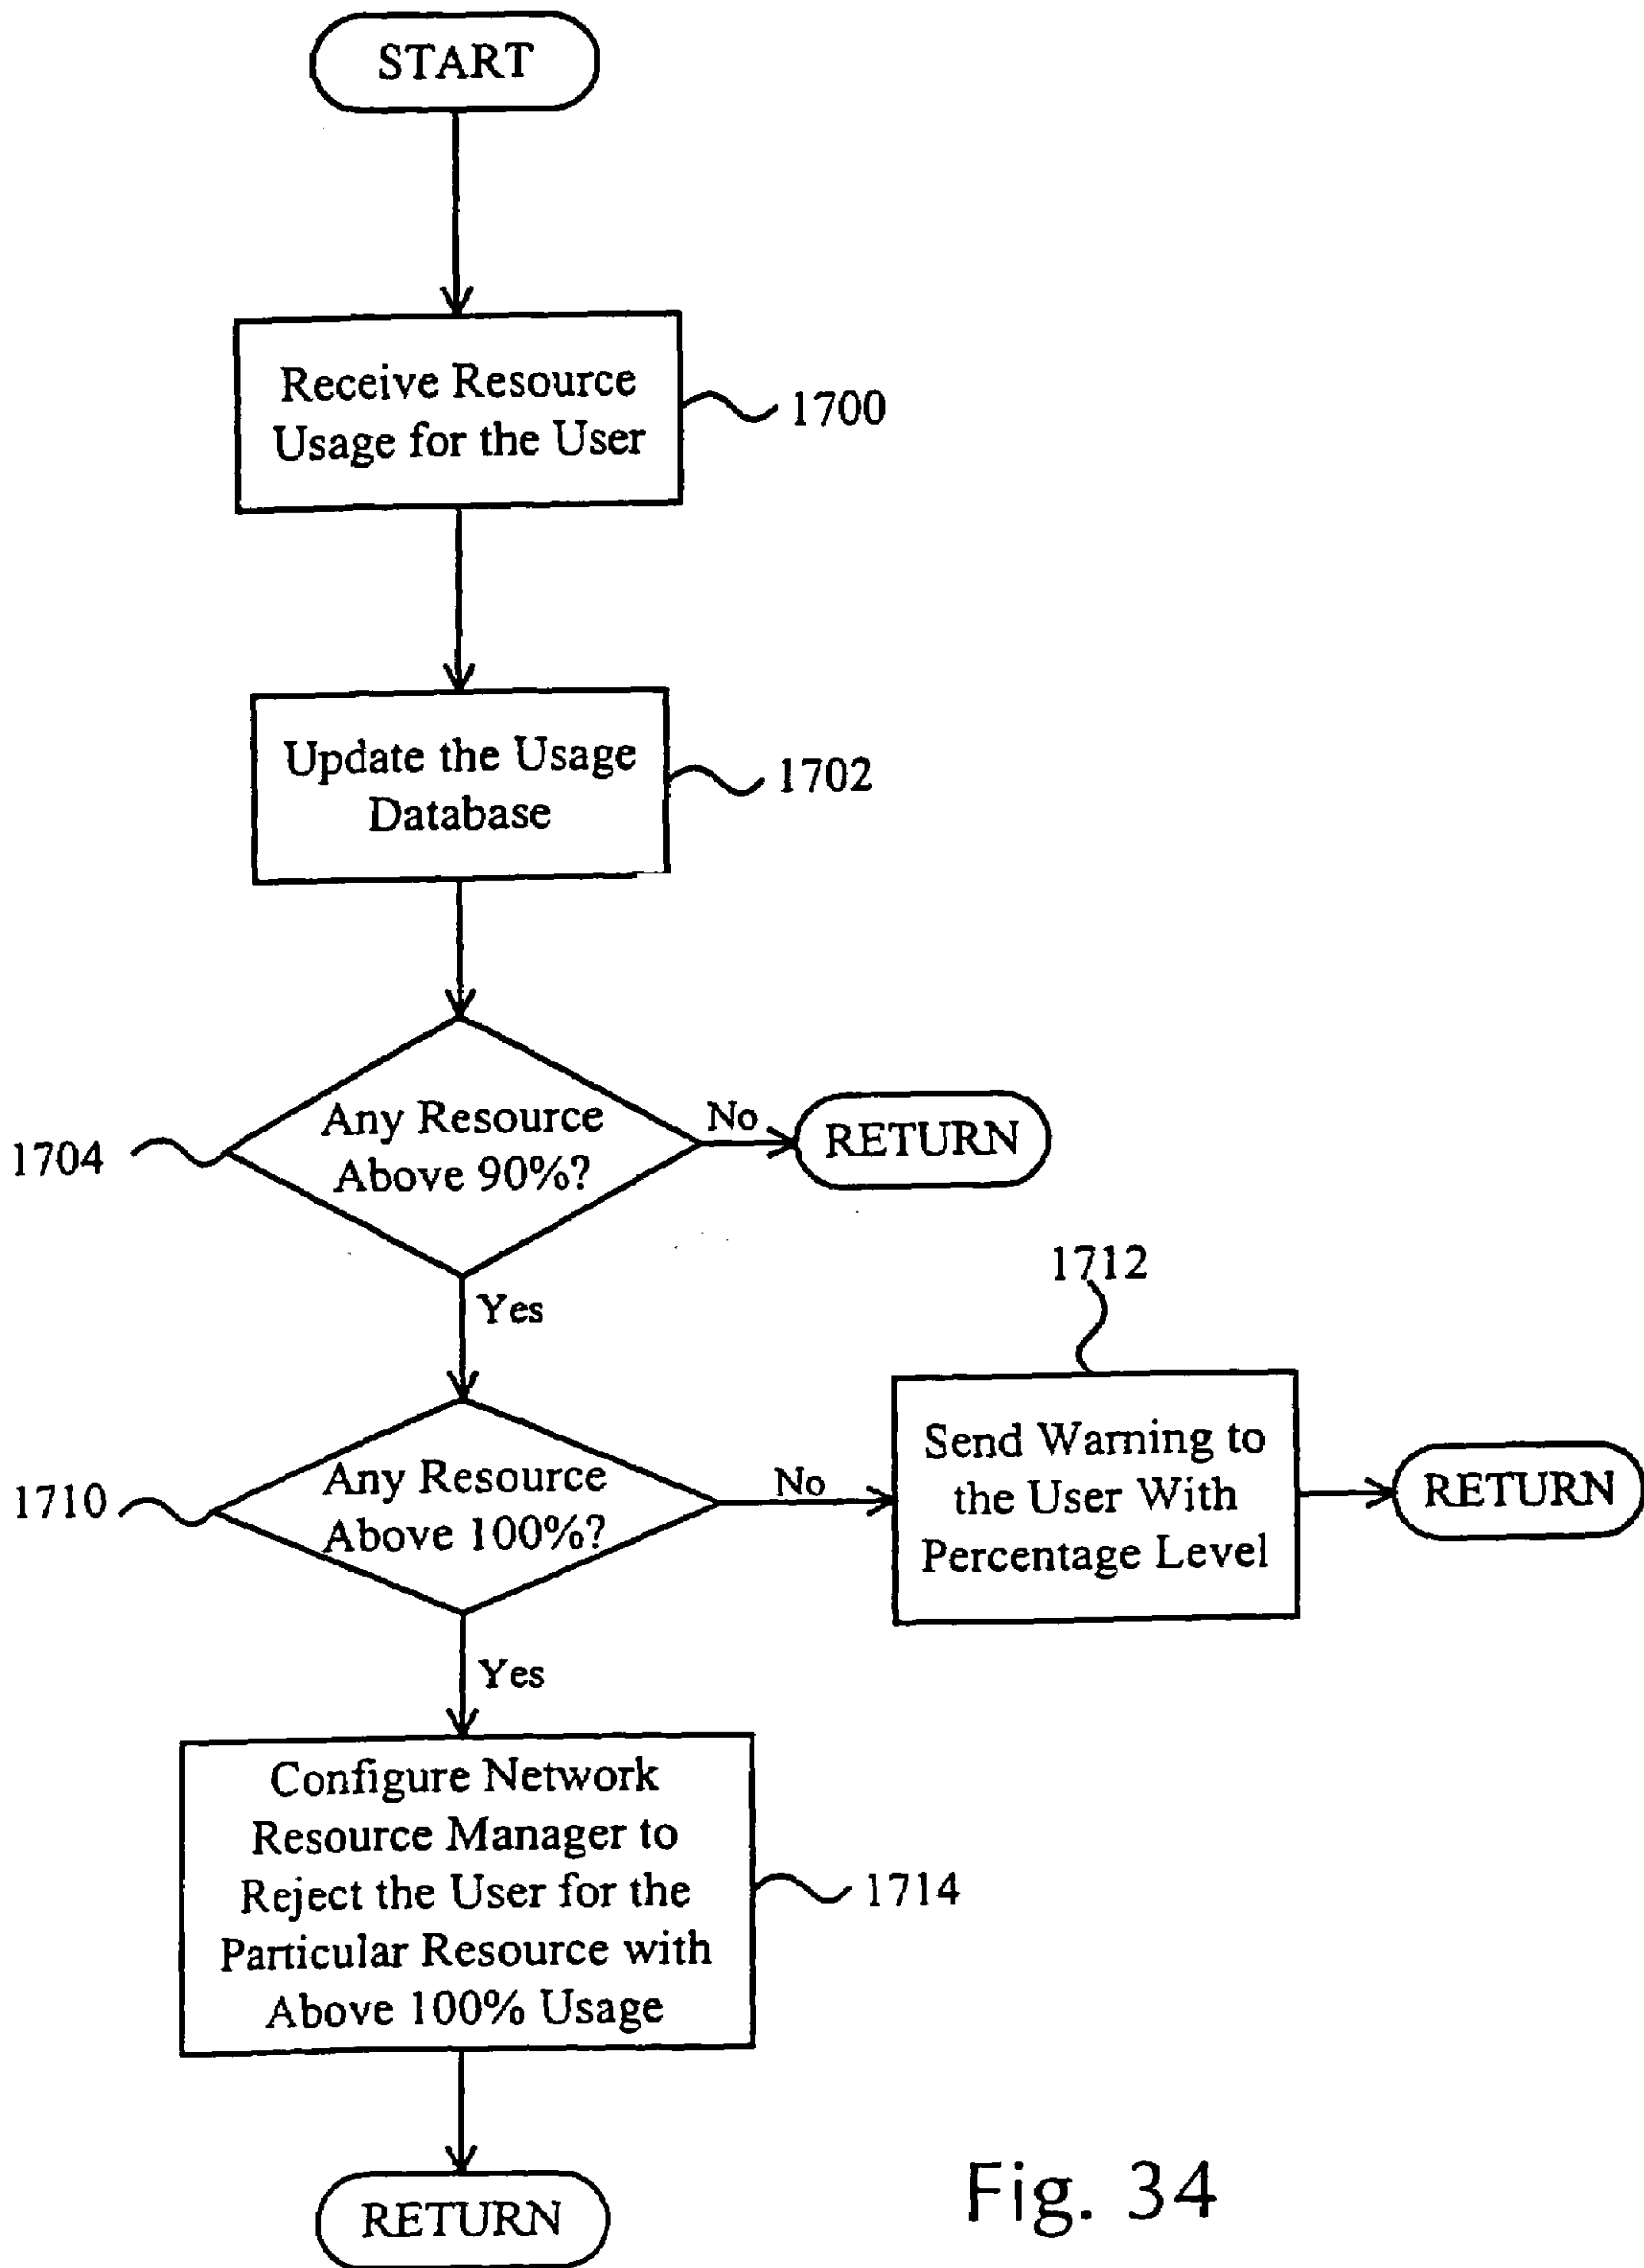 START
Receive Resource
Usage for the User
1700
Update the Usage
Database
1702
Any Resource
Above 90%?
1704
No
RETURN
Yes
1712
Any Resource
Above 100%?
1710
No
Send Warning to
the User With
Percentage Level
RETURN
Yes
Configure Network
Resource Manager to
Reject the User for the
Particular Resource with
Above 100% Usage
1714
RETURN
Fig. 34